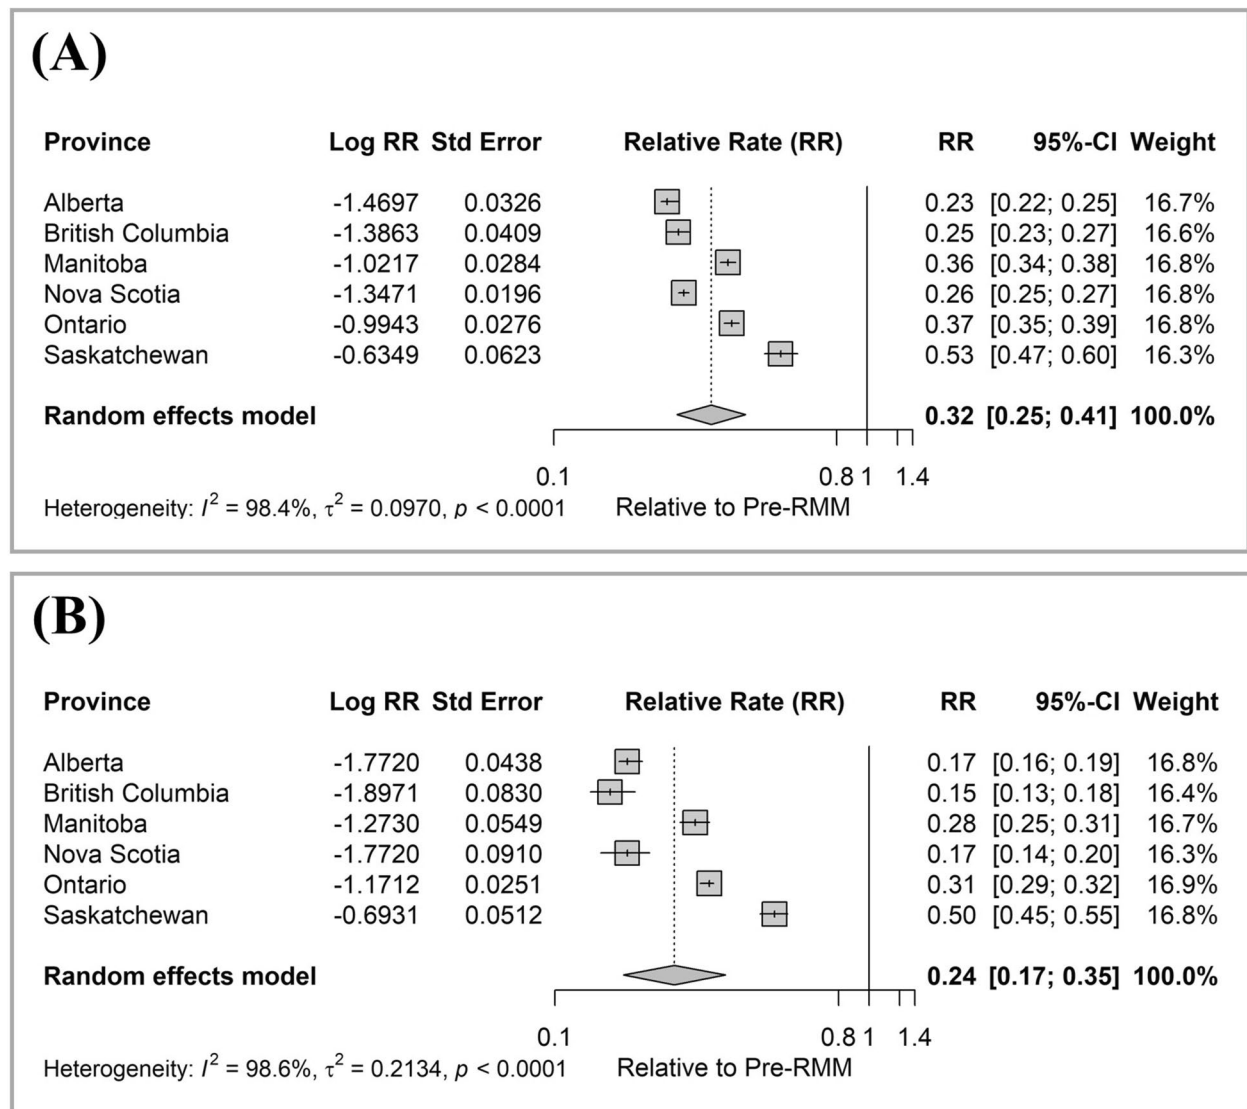 (A)
Province Log RR Std Error Relative Rate (RR) RR 95%-CI Weight
Alberta -1.4697 0.0326 0.23 [0.22; 0.25] 16.7%
British Columbia -1.3863 0.0409 0.25 [0.23; 0.27] 16.6%
Manitoba -1.0217 0.0284 0.36 [0.34; 0.38] 16.8%
Nova Scotia -1.3471 0.0196 0.26 [0.25; 0.27] 16.8%
Ontario -0.9943 0.0276 0.37 [0.35; 0.39] 16.8%
Saskatchewan -0.6349 0.0623 0.53 [0.47; 0.60] 16.3%
Random effects model 0.32 [0.25; 0.41] 100.0%
0.1 0.8 1 1.4
Heterogeneity: I² = 98.4%, τ² = 0.0970, p < 0.0001 Relative to Pre-RMM
(B)
Province Log RR Std Error Relative Rate (RR) RR 95%-CI Weight
Alberta -1.7720 0.0438 0.17 [0.16; 0.19] 16.8%
British Columbia -1.8971 0.0830 0.15 [0.13; 0.18] 16.4%
Manitoba -1.2730 0.0549 0.28 [0.25; 0.31] 16.7%
Nova Scotia -1.7720 0.0910 0.17 [0.14; 0.20] 16.3%
Ontario -1.1712 0.0251 0.31 [0.29; 0.32] 16.9%
Saskatchewan -0.6931 0.0512 0.50 [0.45; 0.55] 16.8%
Random effects model 0.24 [0.17; 0.35] 100.0%
0.1 0.8 1 1.4
Heterogeneity: I² = 98.6%, τ² = 0.2134, p < 0.0001 Relative to Pre-RMM